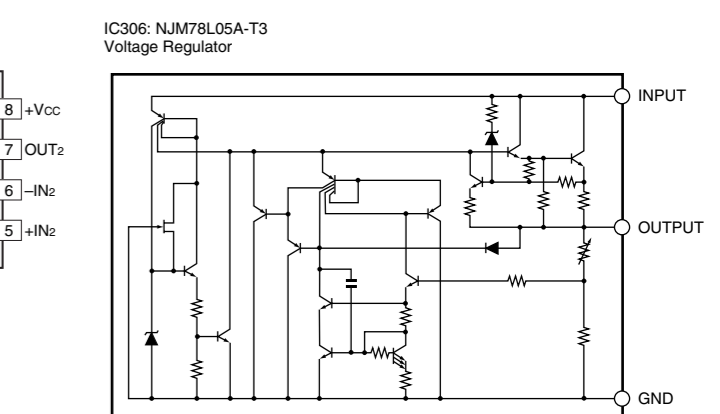 IC306: NJM78L05A-T3
Voltage Regulator
8 +Vcc
7 OUT2
6 –IN2
5 +IN2
INPUT
OUTPUT
GND